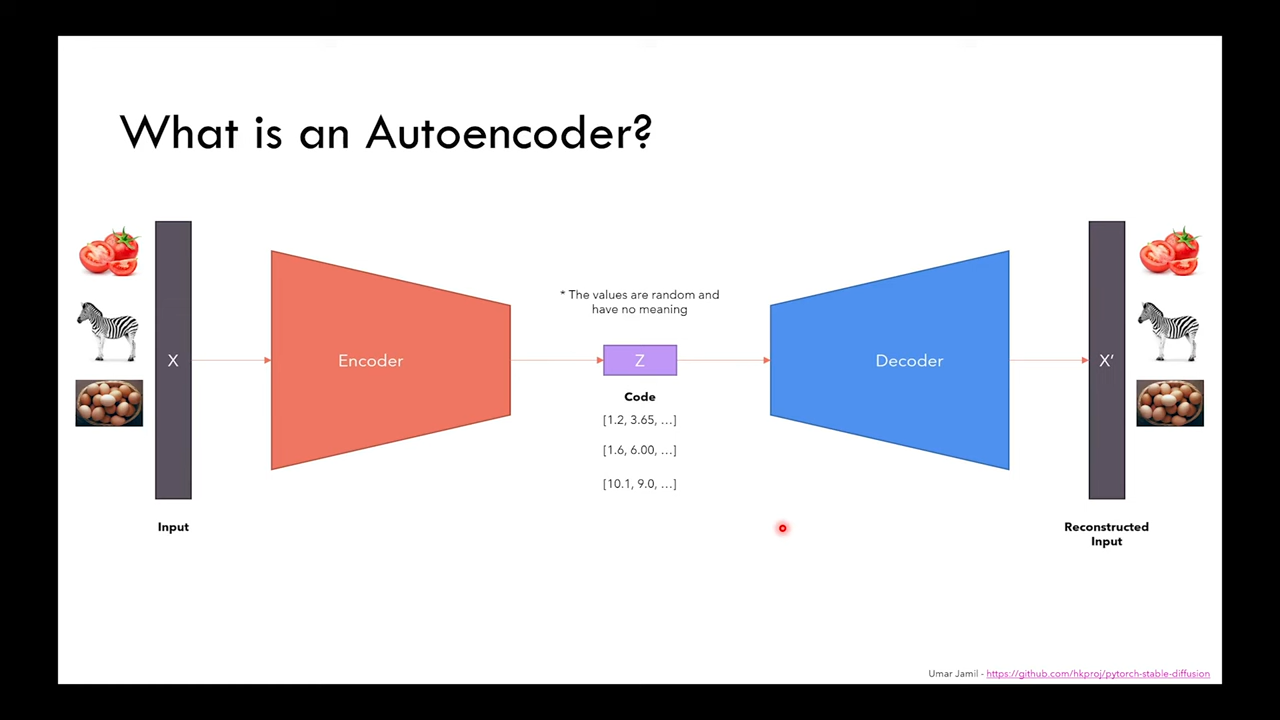 What is an Autoencoder?
* The values are random and
have no meaning
X
Encoder
Z
Decoder
X’
Code
[1.2, 3.65, …]
[1.6, 6.00, …]
[10.1, 9.0, …]
Input
Reconstructed
Input
Umar Jamil - https://github.com/hkproj/pytorch-stable-diffusion